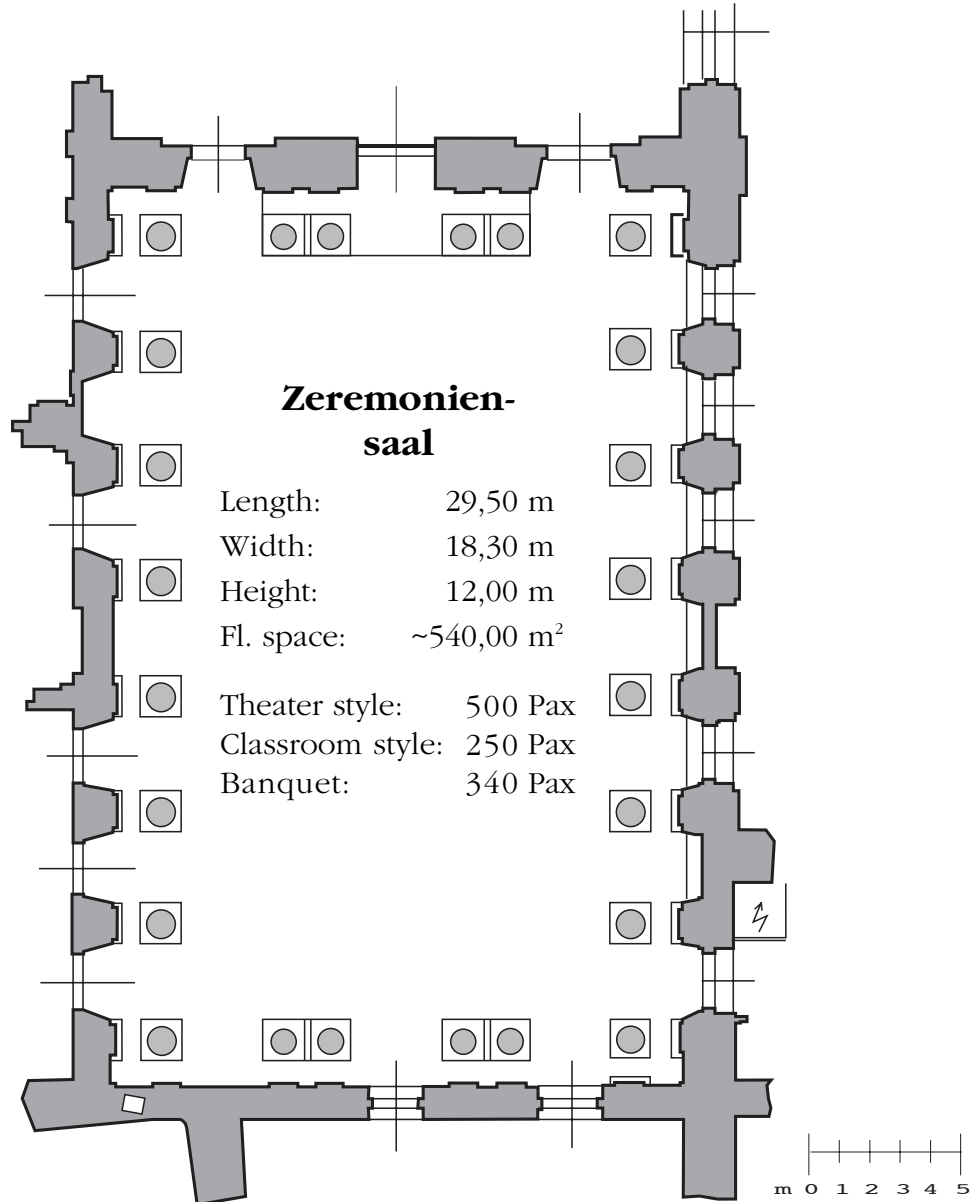 Zeremonien-
saal
Length: 29,50 m
Width: 18,30 m
Height: 12,00 m
Fl. space: ~540,00 m²
Theater style: 500 Pax
Classroom style: 250 Pax
Banquet: 340 Pax
m 0 1 2 3 4 5